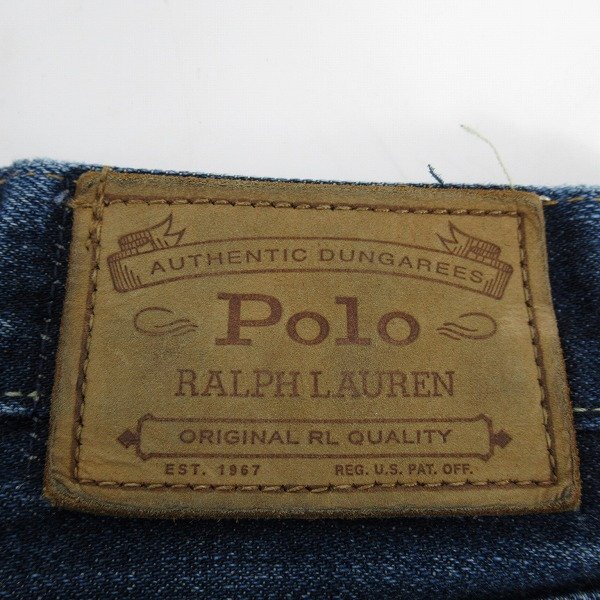 AUTHENTIC DUNGAREES
Polo
RALPH LAUREN
ORIGINAL RL QUALITY
EST. 1967 REG. U.S. PAT. OFF.